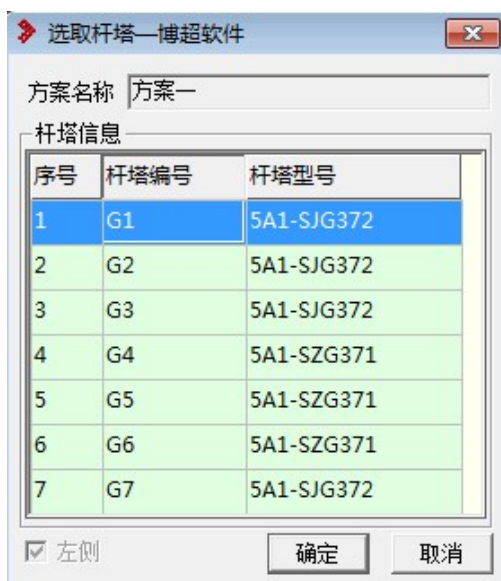 选取杆塔—博超软件
方案名称 方案一
杆塔信息
序号 杆塔编号 杆塔型号
1 G1 5A1-SJG372
2 G2 5A1-SJG372
3 G3 5A1-SJG372
4 G4 5A1-SZG371
5 G5 5A1-SZG371
6 G6 5A1-SZG371
7 G7 5A1-SJG372
左侧 确定 取消